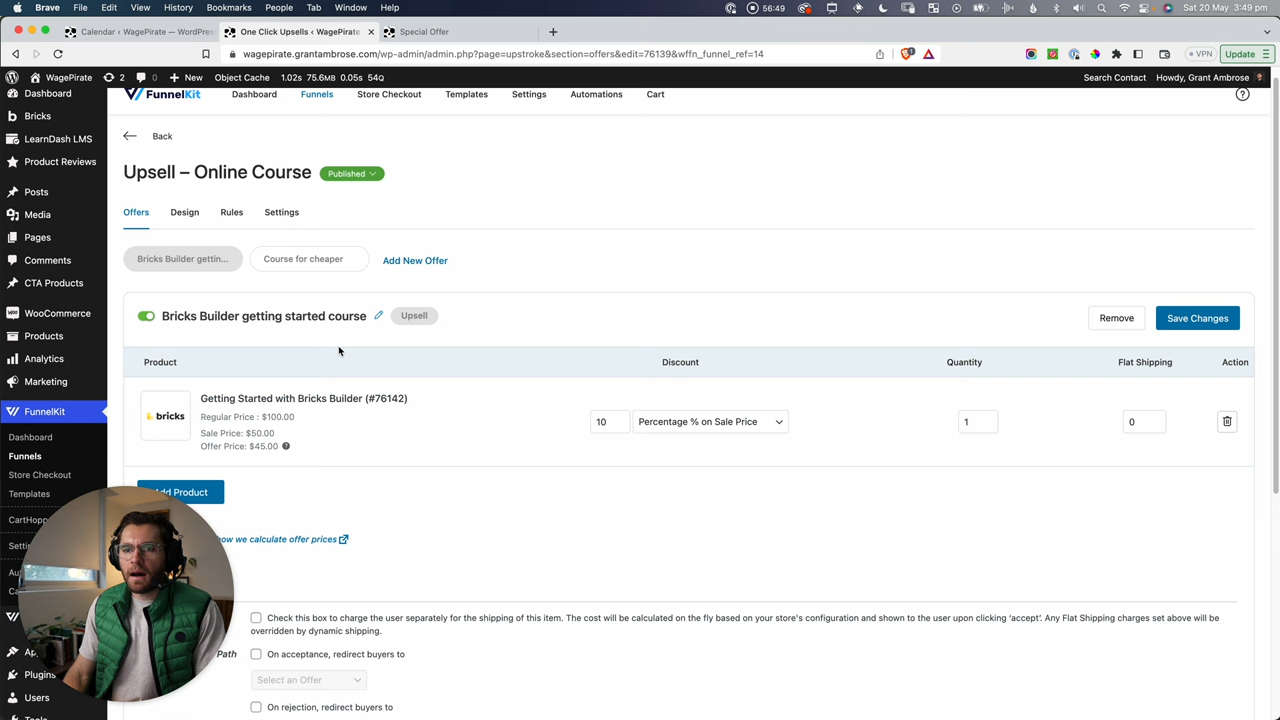 Brave File Edit View History Bookmarks People Tab Window Help 56:49 Sat 20 May 3:49 pm
Calendar ‹ WagePirate — WordPres
One Click Upsells ‹ WagePirate
Special Offer
wagepirate.grantambrose.com/wp-admin/admin.php?page=upstroke&section=offers&edit=76139&wffn_funnel_ref=14
VPN
Update
WagePirate 2 0 New Object Cache 1.02s 75.6MB 0.05s 54Q Search Contact Howdy, Grant Ambrose
Dashboard
Bricks
LearnDash LMS
Product Reviews
Posts
Media
Pages
Comments
CTA Products
WooCommerce
Products
Analytics
Marketing
FunnelKit
Dashboard
Funnels
Store Checkout
Templates
CartHopp
Setti
Au
Ca
Ap
Plugins
Users
FunnelKit Dashboard Funnels Store Checkout Templates Settings Automations Cart
Back
Upsell – Online Course Published
Offers Design Rules Settings
Bricks Builder gettin... Course for cheaper Add New Offer
Bricks Builder getting started course Upsell Remove Save Changes
Product Discount Quantity Flat Shipping Action
bricks
Getting Started with Bricks Builder (#76142)
Regular Price : $100.00
Sale Price: $50.00
Offer Price: $45.00
10 Percentage % on Sale Price 1 0
Add Product
how we calculate offer prices
Check this box to charge the user separately for the shipping of this item. The cost will be calculated on the fly based on your store's configuration and shown to the user upon clicking 'accept'. Any Flat Shipping charges set above will be
overridden by dynamic shipping.
Path On acceptance, redirect buyers to
Select an Offer
On rejection, redirect buyers to